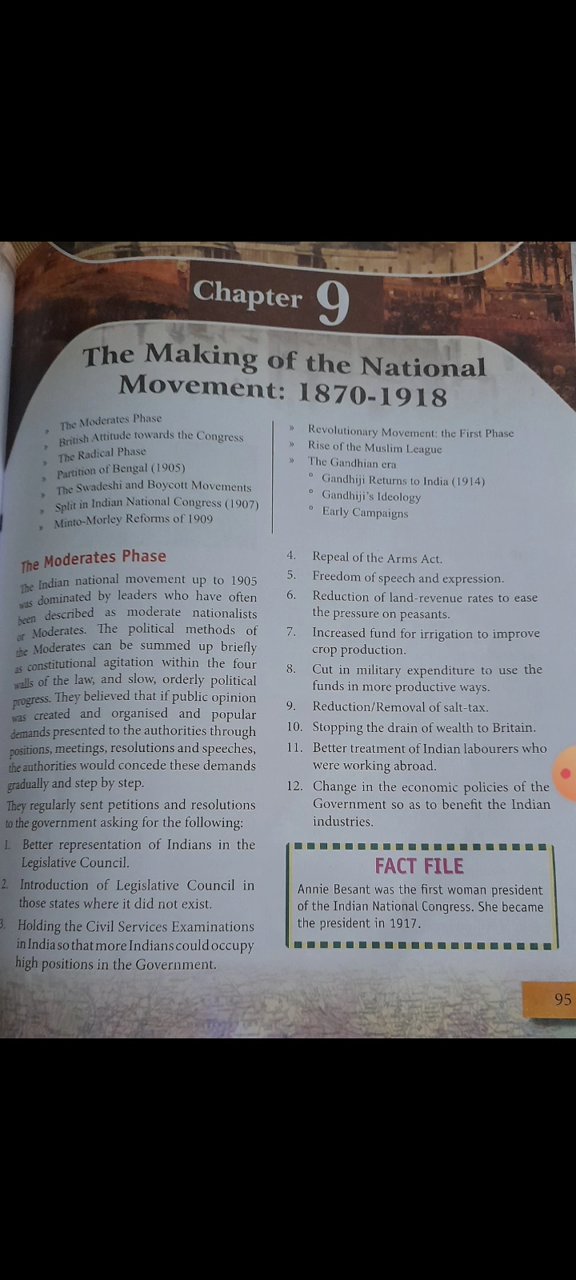 Chapter 9
The Making of the National
Movement: 1870-1918
» The Moderates Phase
» British Attitude towards the Congress
» The Radical Phase
» Partition of Bengal (1905)
» The Swadeshi and Boycott Movements
» Split in Indian National Congress (1907)
» Minto-Morley Reforms of 1909
» Revolutionary Movement: the First Phase
» Rise of the Muslim League
» The Gandhian era
° Gandhiji Returns to India (1914)
° Gandhiji's Ideology
° Early Campaigns
The Moderates Phase
The Indian national movement up to 1905
was dominated by leaders who have often
been described as moderate nationalists
or Moderates. The political methods of
the Moderates can be summed up briefly
as constitutional agitation within the four
walls of the law, and slow, orderly political
progress. They believed that if public opinion
was created and organised and popular
demands presented to the authorities through
positions, meetings, resolutions and speeches,
the authorities would concede these demands
gradually and step by step.
They regularly sent petitions and resolutions
to the government asking for the following:
1. Better representation of Indians in the
Legislative Council.
2. Introduction of Legislative Council in
those states where it did not exist.
3. Holding the Civil Services Examinations
in India so that more Indians could occupy
high positions in the Government.
4. Repeal of the Arms Act.
5. Freedom of speech and expression.
6. Reduction of land-revenue rates to ease
the pressure on peasants.
7. Increased fund for irrigation to improve
crop production.
8. Cut in military expenditure to use the
funds in more productive ways.
9. Reduction/Removal of salt-tax.
10. Stopping the drain of wealth to Britain.
11. Better treatment of Indian labourers who
were working abroad.
12. Change in the economic policies of the
Government so as to benefit the Indian
industries.
FACT FILE
Annie Besant was the first woman president
of the Indian National Congress. She became
the president in 1917.
95